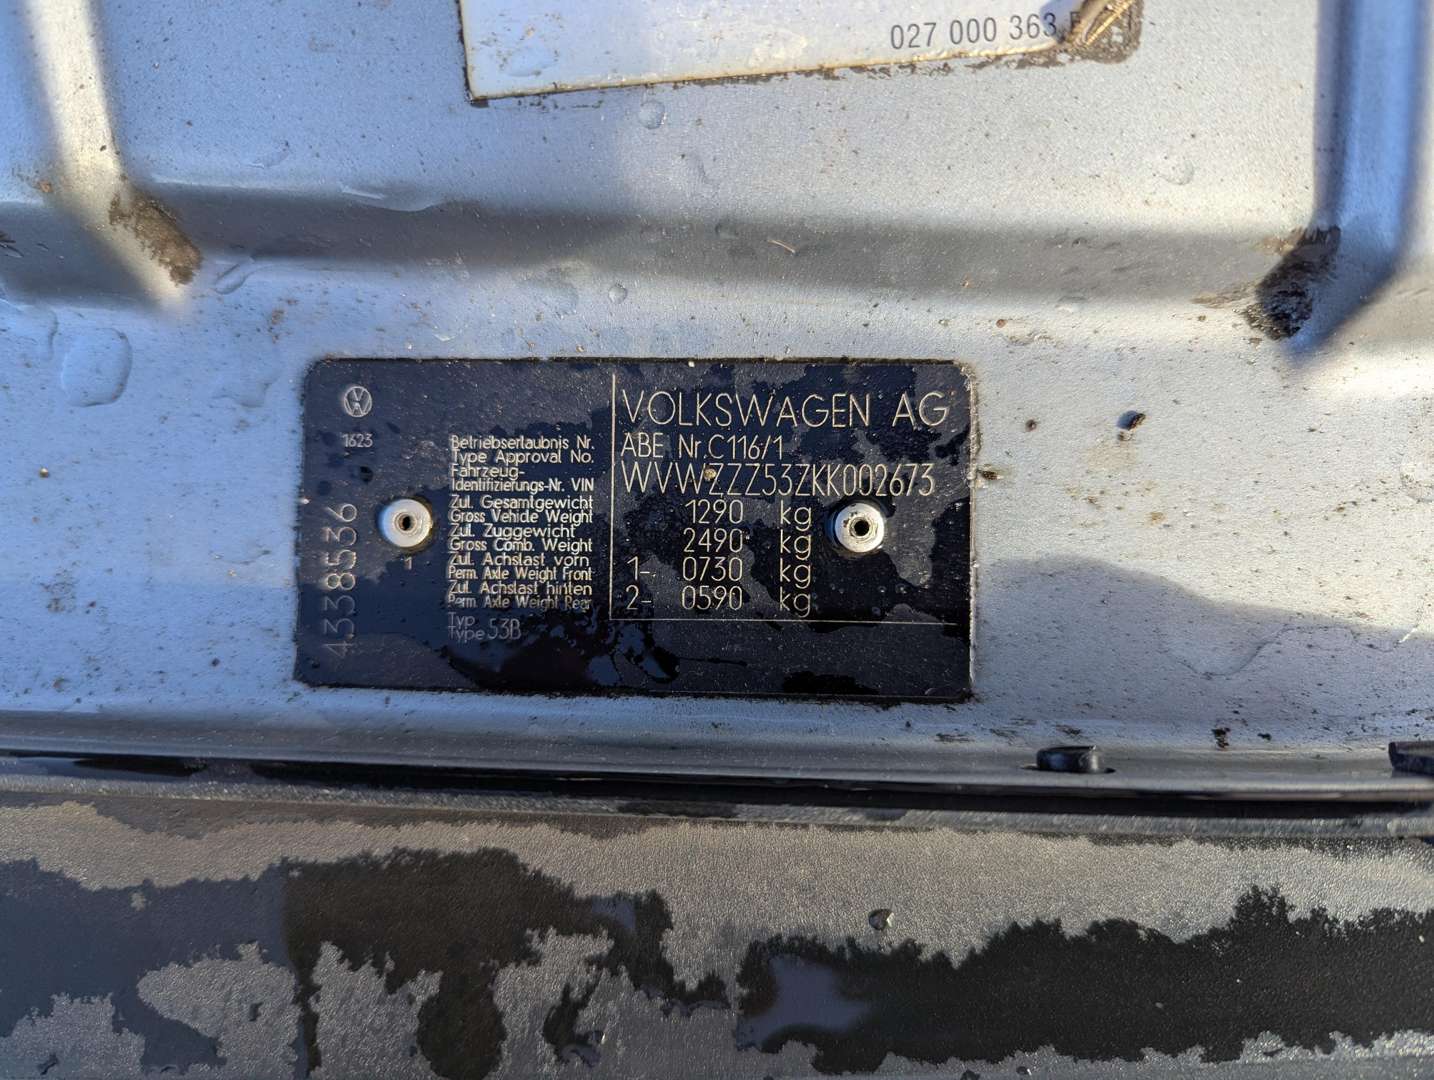 027 000 363
1623
4338536
1
Betriebserlaubnis Nr.
Type Approval No.
Fahrzeug-
Identifizierungs-Nr. VIN
Zul. Gesamtgewicht
Gross Vehicle Weight
Zul. Zuggewicht
Gross Comb. Weight
Zul. Achslast vorn
Perm. Axle Weight Front
Zul. Achslast hinten
Perm. Axle Weight Rear
Typ
Type 53B
VOLKSWAGEN AG
ABE Nr. C116/1
WVWZZZ53ZKK002673
1290 kg
2490 kg
1- 0730 kg
2- 0590 kg